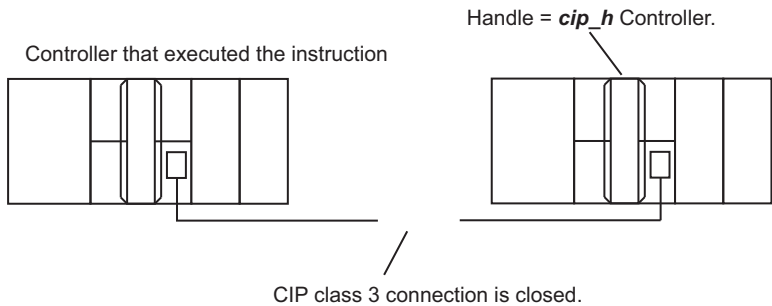 Handle = cip_h Controller.
Controller that executed the instruction
CIP class 3 connection is closed.